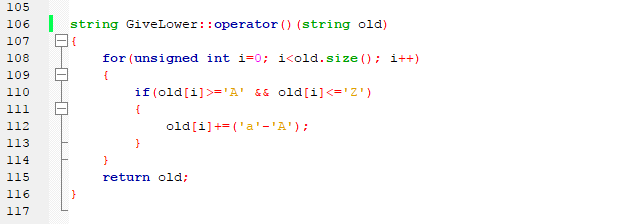 105
106 string GiveLower::operator()(string old)
107 {
108 for(unsigned int i=0; i<old.size(); i++)
109 {
110 if(old[i]>='A' && old[i]<='Z')
111 {
112 old[i]+=('a'-'A');
113 }
114 }
115 return old;
116 }
117